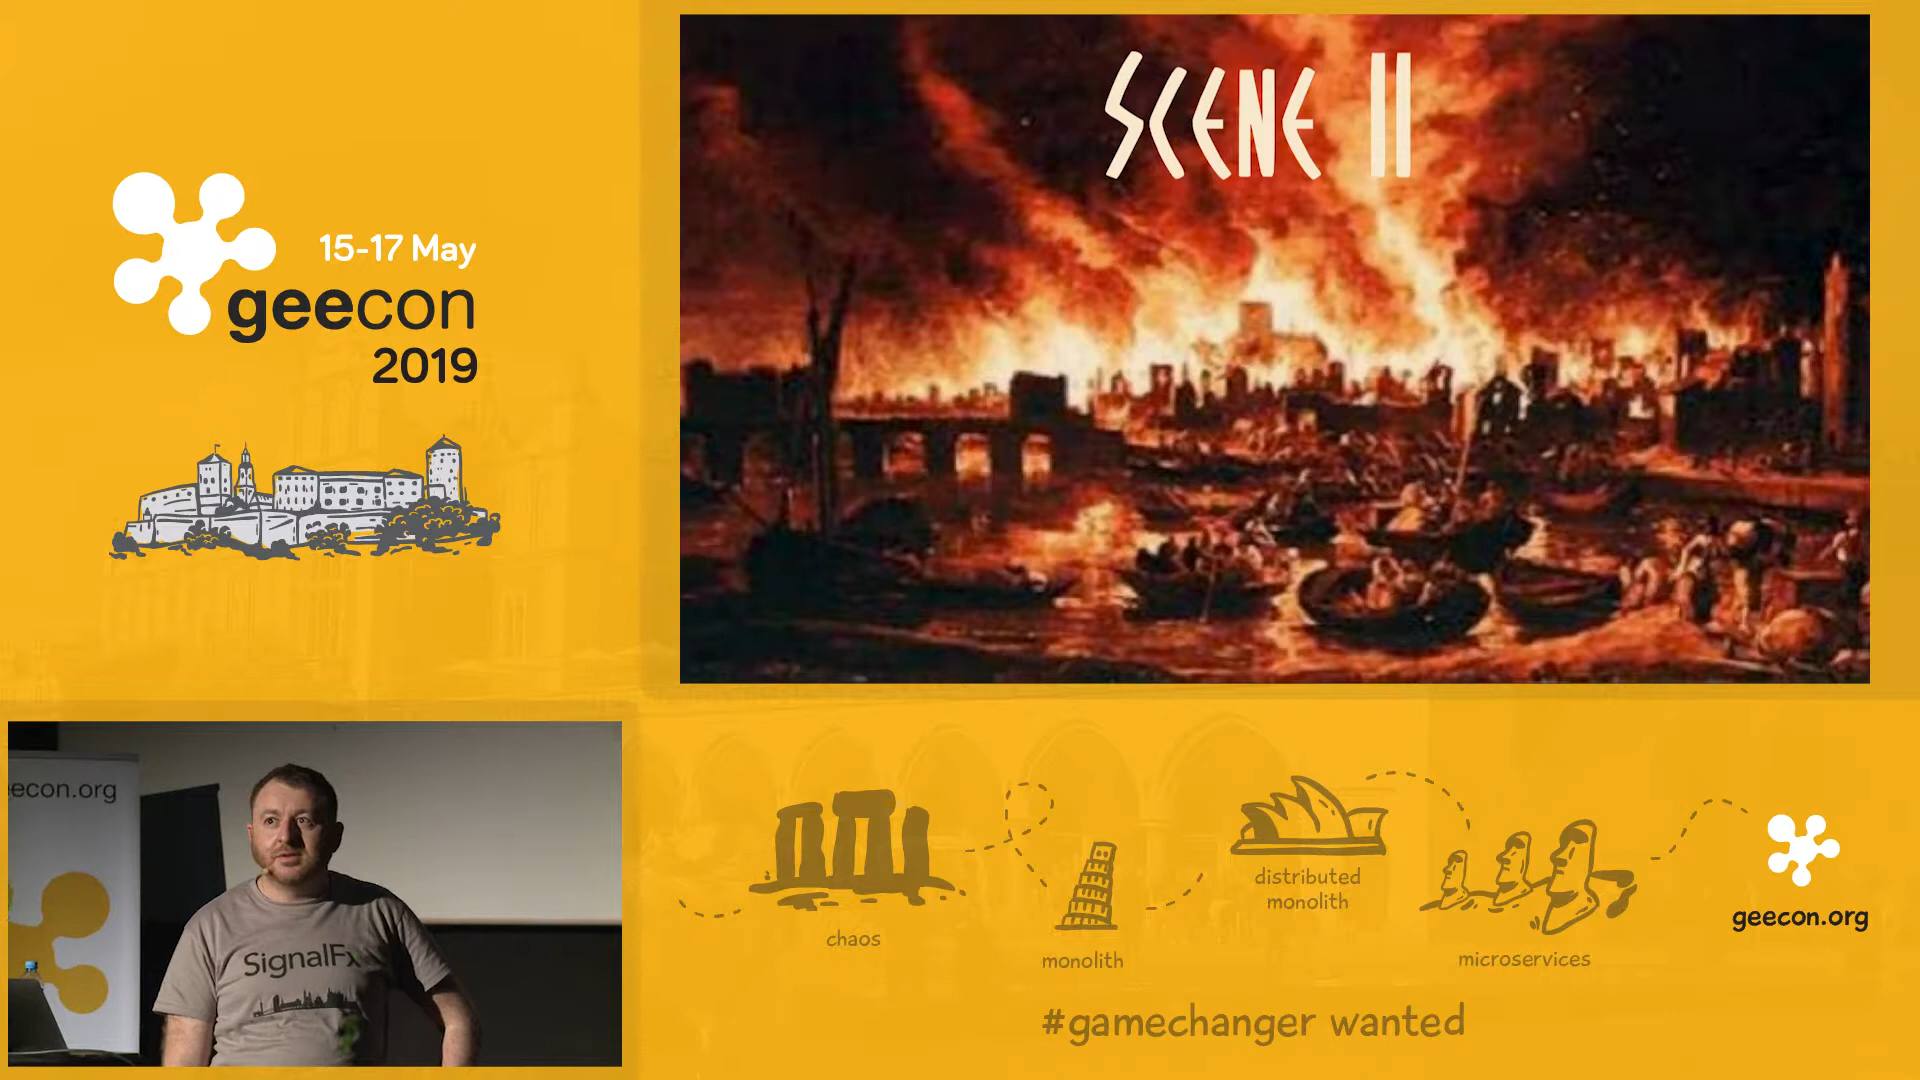 15-17 May
geecon
2019
SCENE II
econ.org
SignalFx
chaos
monolith
distributed
monolith
microservices
geecon.org
#gamechanger wanted